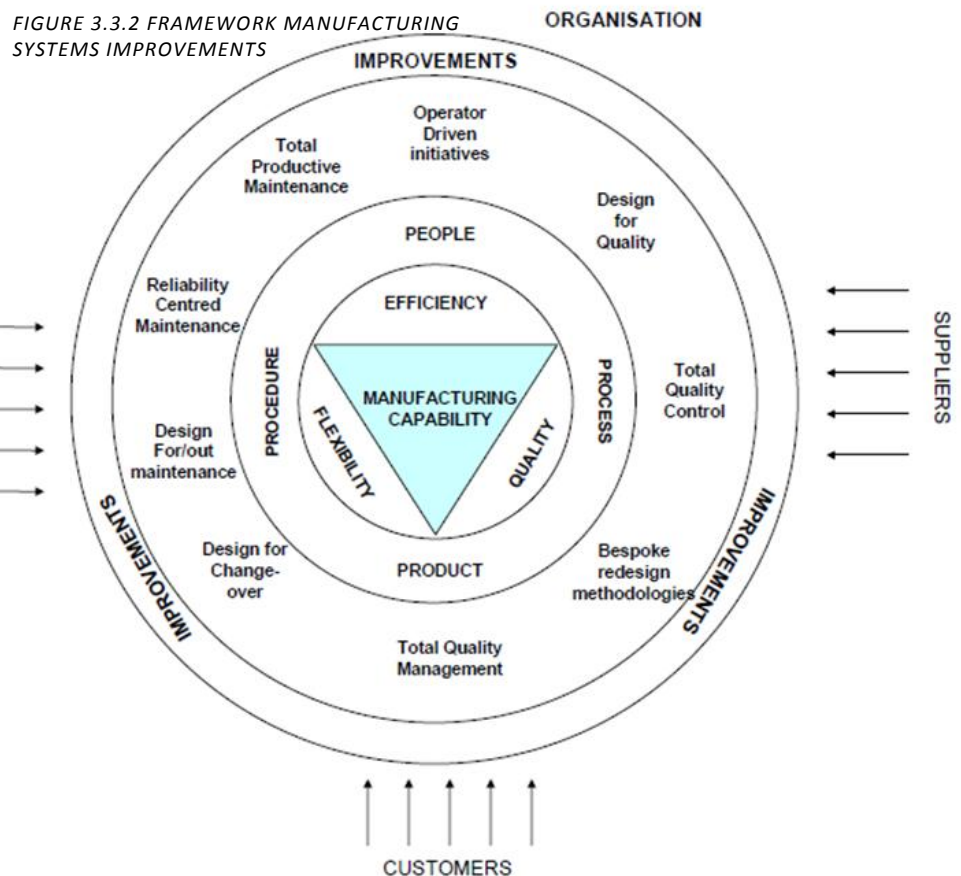 FIGURE 3.3.2 FRAMEWORK MANUFACTURING
SYSTEMS IMPROVEMENTS
ORGANISATION
IMPROVEMENTS
Operator
Driven
initiatives
Total
Productive
Maintenance
Design
for
Quality
PEOPLE
Reliability
Centred
Maintenance
EFFICIENCY
SUPPLIERS
PROCEDURE
MANUFACTURING
CAPABILITY
PROCESS
Total
Quality
Control
FLEXIBILITY
QUALITY
Design
For/out
maintenance
IMPROVEMENTS
IMPROVEMENTS
Design for
Change-
over
PRODUCT
Bespoke
redesign
methodologies
Total Quality
Management
CUSTOMERS